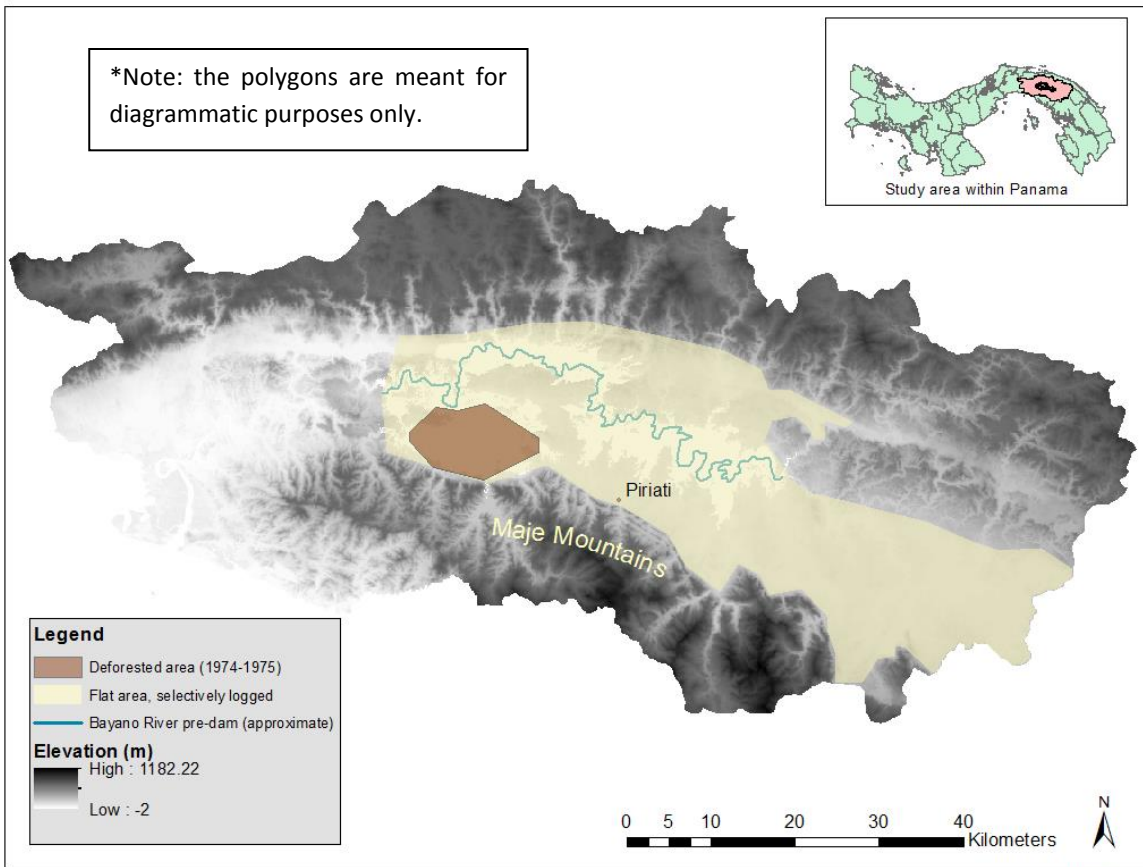 *Note: the polygons are meant for
diagrammatic purposes only.
Study area within Panama
Piriati
Maje Mountains
Legend
Deforested area (1974-1975)
Flat area, selectively logged
Bayano River pre-dam (approximate)
Elevation (m)
High : 1182.22
Low : -2
N
0 5 10 20 30 40
Kilometers